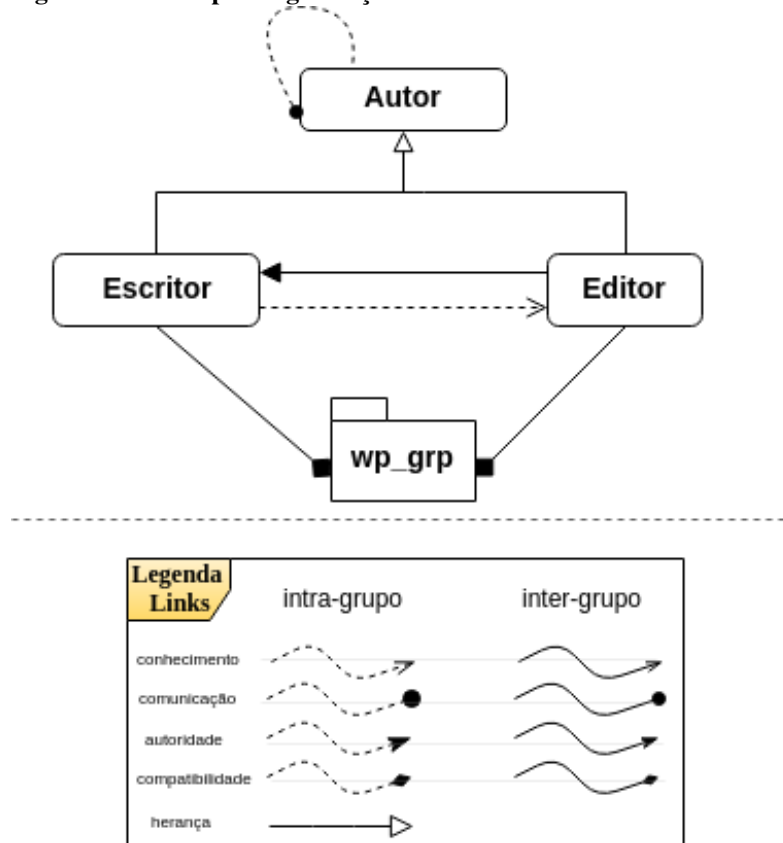 Autor
Escritor
Editor
wp_grp
Legenda
Links
intra-grupo
inter-grupo
conhecimento
comunicação
autoridade
compatibilidade
herança